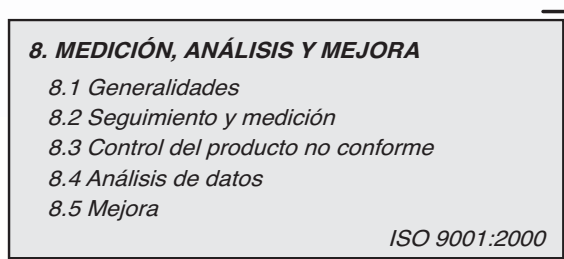 8. MEDICIÓN, ANÁLISIS Y MEJORA
8.1 Generalidades
8.2 Seguimiento y medición
8.3 Control del producto no conforme
8.4 Análisis de datos
8.5 Mejora
ISO 9001:2000